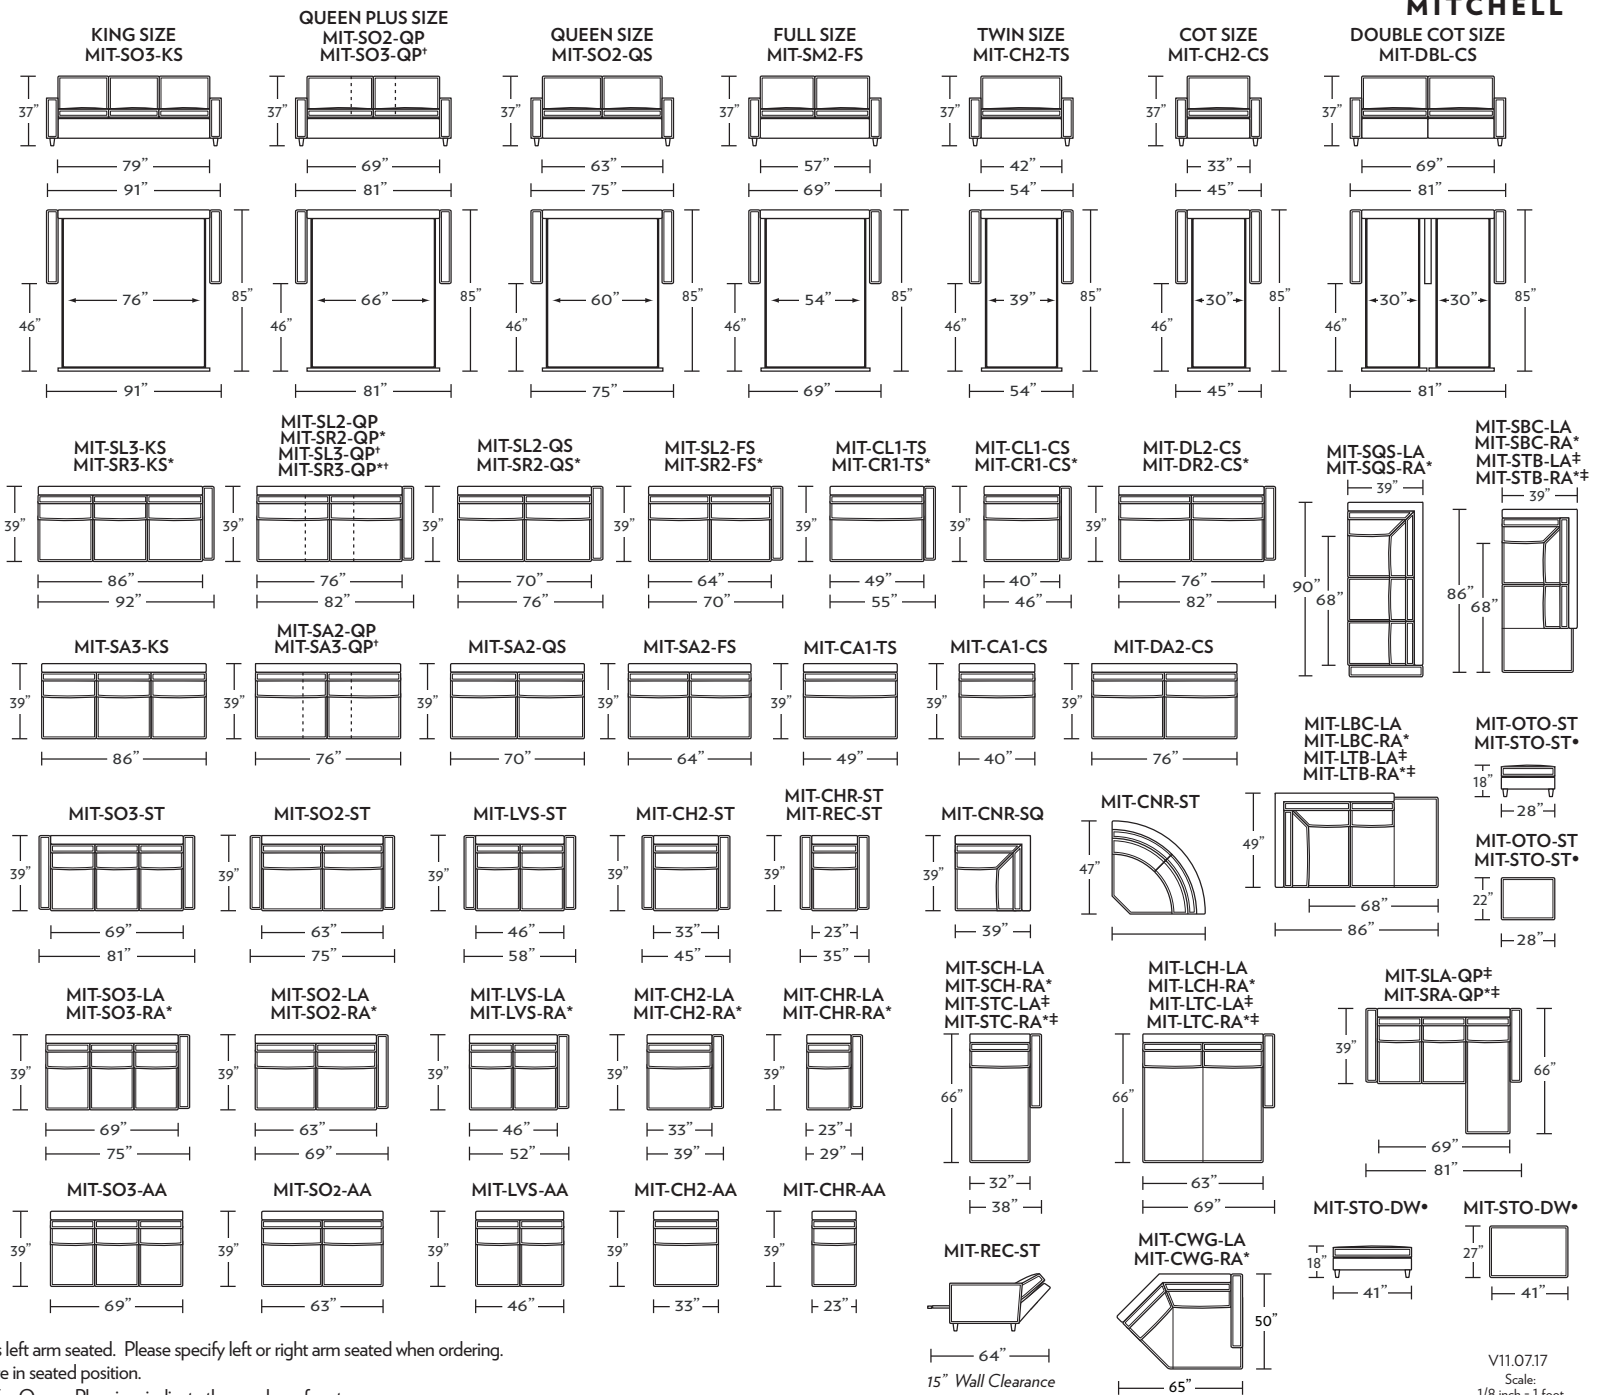 MITCHELL
KING SIZE
MIT-SO3-KS
QUEEN PLUS SIZE
MIT-SO2-QP
MIT-SO3-QP†
QUEEN SIZE
MIT-SO2-QS
FULL SIZE
MIT-SM2-FS
TWIN SIZE
MIT-CH2-TS
COT SIZE
MIT-CH2-CS
DOUBLE COT SIZE
MIT-DBL-CS
37” 37” 37” 37” 37” 37” 37”
79” 69” 63” 57” 42” 33” 69”
91” 81” 75” 69” 54” 45” 81”
76” 66” 60” 54” 39” 30” 30” 30”
85” 85” 85” 85” 85” 85” 85”
46” 46” 46” 46” 46” 46” 46”
91” 81” 75” 69” 54” 45” 81”
MIT-SL3-KS
MIT-SR3-KS*
MIT-SL2-QP
MIT-SR2-QP*
MIT-SL3-QP†
MIT-SR3-QP*†
MIT-SL2-QS
MIT-SR2-QS*
MIT-SL2-FS
MIT-SR2-FS*
MIT-CL1-TS
MIT-CR1-TS*
MIT-CL1-CS
MIT-CR1-CS*
MIT-DL2-CS
MIT-DR2-CS*
39” 39” 39” 39” 39” 39” 39”
86” 76” 70” 64” 49” 40” 76”
92” 82” 76” 70” 55” 46” 82”
MIT-SQS-LA
MIT-SQS-RA*
39”
90” 68”
MIT-SBC-LA
MIT-SBC-RA*
MIT-STB-LA‡
MIT-STB-RA*‡
39”
86” 68”
MIT-SA3-KS
MIT-SA2-QP
MIT-SA3-QP†
MIT-SA2-QS
MIT-SA2-FS
MIT-CA1-TS
MIT-CA1-CS
MIT-DA2-CS
39” 39” 39” 39” 39” 39” 39”
86” 76” 70” 64” 49” 40” 76”
MIT-LBC-LA
MIT-LBC-RA*
MIT-LTB-LA‡
MIT-LTB-RA*‡
49”
68”
86”
MIT-OTO-ST
MIT-STO-ST•
18”
28”
MIT-OTO-ST
MIT-STO-ST•
22”
28”
MIT-SO3-ST
MIT-SO2-ST
MIT-LVS-ST
MIT-CH2-ST
MIT-CHR-ST
MIT-REC-ST
MIT-CNR-SQ
MIT-CNR-ST
39” 39” 39” 39” 39” 39” 47”
69” 63” 46” 33” 23” 39”
81” 75” 58” 45” 35”
MIT-SO3-LA
MIT-SO3-RA*
MIT-SO2-LA
MIT-SO2-RA*
MIT-LVS-LA
MIT-LVS-RA*
MIT-CH2-LA
MIT-CH2-RA*
MIT-CHR-LA
MIT-CHR-RA*
39” 39” 39” 39” 39”
69” 63” 46” 33” 23”
75” 69” 52” 39” 29”
MIT-SCH-LA
MIT-SCH-RA*
MIT-STC-LA‡
MIT-STC-RA*‡
66”
32”
38”
MIT-LCH-LA
MIT-LCH-RA*
MIT-LTC-LA‡
MIT-LTC-RA*‡
66”
63”
69”
MIT-SLA-QP‡
MIT-SRA-QP*‡
39” 66”
69”
81”
MIT-SO3-AA
MIT-SO2-AA
MIT-LVS-AA
MIT-CH2-AA
MIT-CHR-AA
39” 39” 39” 39” 39”
69” 63” 46” 33” 23”
MIT-REC-ST
64”
15” Wall Clearance
MIT-CWG-LA
MIT-CWG-RA*
50”
65”
MIT-STO-DW•
18”
41”
MIT-STO-DW•
27”
41”
left arm seated. Please specify left or right arm seated when ordering.
in seated position.
V11.07.17
Scale:
1/8 inch = 1 foot